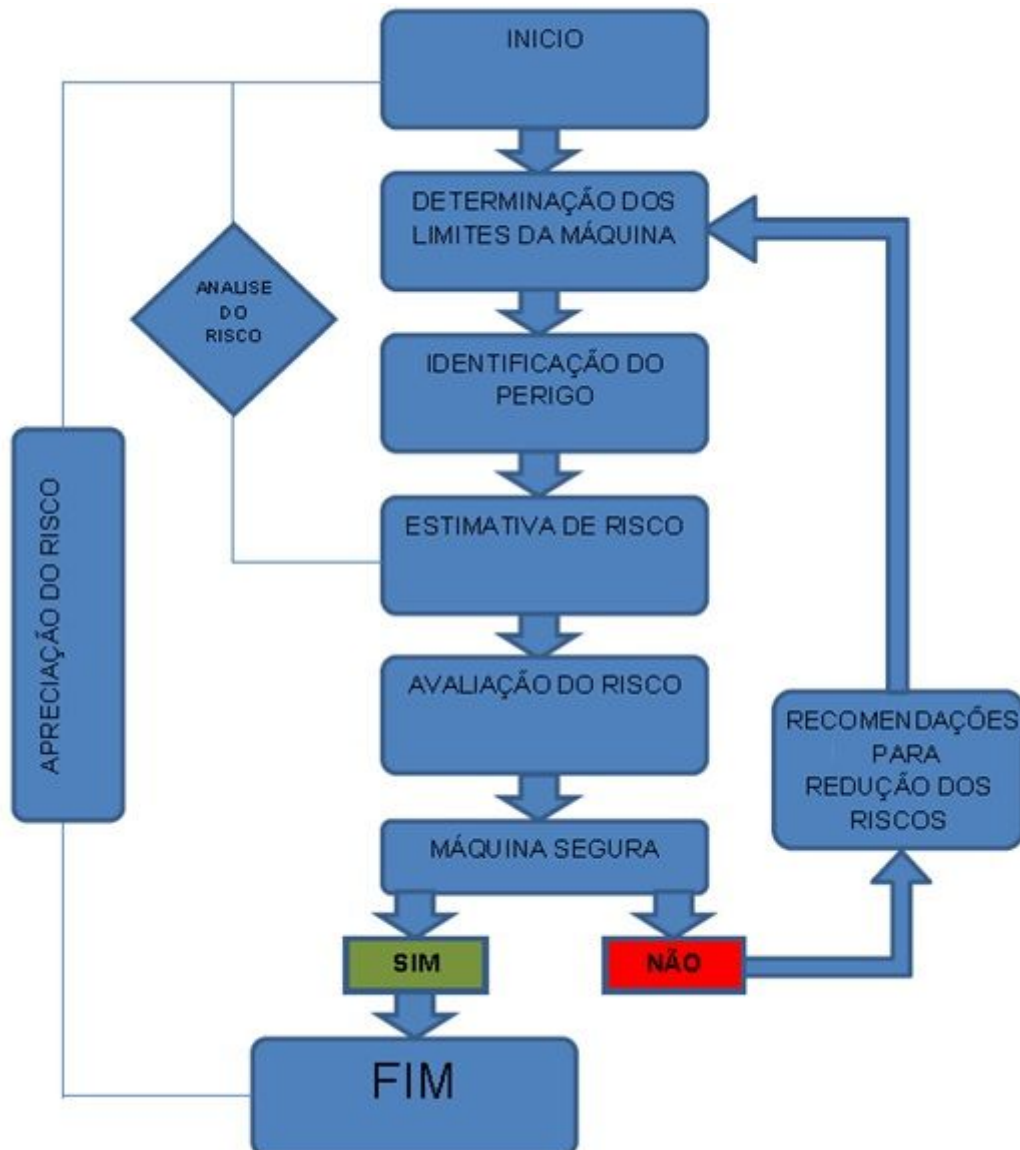 INICIO
DETERMINAÇÃO DOS
LIMITES DA MÁQUINA
ANALISE
DO
RISCO
IDENTIFICAÇÃO DO
PERIGO
ESTIMATIVA DE RISCO
APRECIAÇÃO DO RISCO
AVALIAÇÃO DO RISCO
RECOMENDAÇÕES
PARA
REDUÇÃO DOS
RISCOS
MÁQUINA SEGURA
SIM
NÃO
FIM